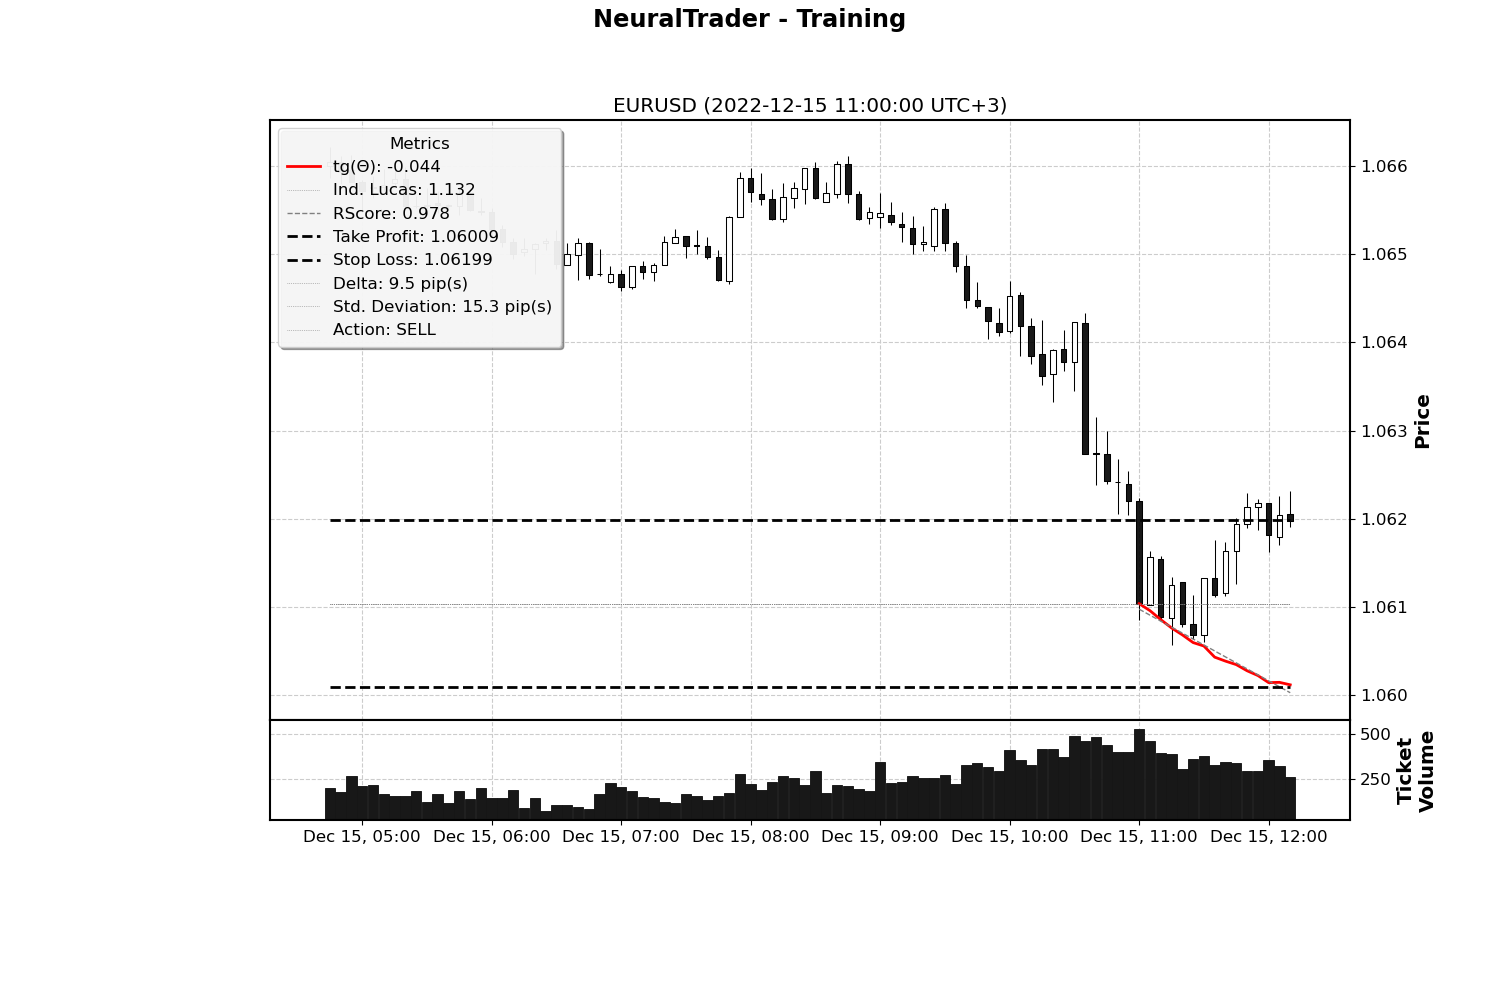 NeuralTrader - Training
EURUSD (2022-12-15 11:00:00 UTC+3)
Metrics
tg(Θ): -0.044
Ind. Lucas: 1.132
RScore: 0.978
Take Profit: 1.06009
Stop Loss: 1.06199
Delta: 9.5 pip(s)
Std. Deviation: 15.3 pip(s)
Action: SELL
1.066
1.065
1.064
1.063
1.062
1.061
1.060
Price
500
250
Ticket
Volume
Dec 15, 05:00
Dec 15, 06:00
Dec 15, 07:00
Dec 15, 08:00
Dec 15, 09:00
Dec 15, 10:00
Dec 15, 11:00
Dec 15, 12:00